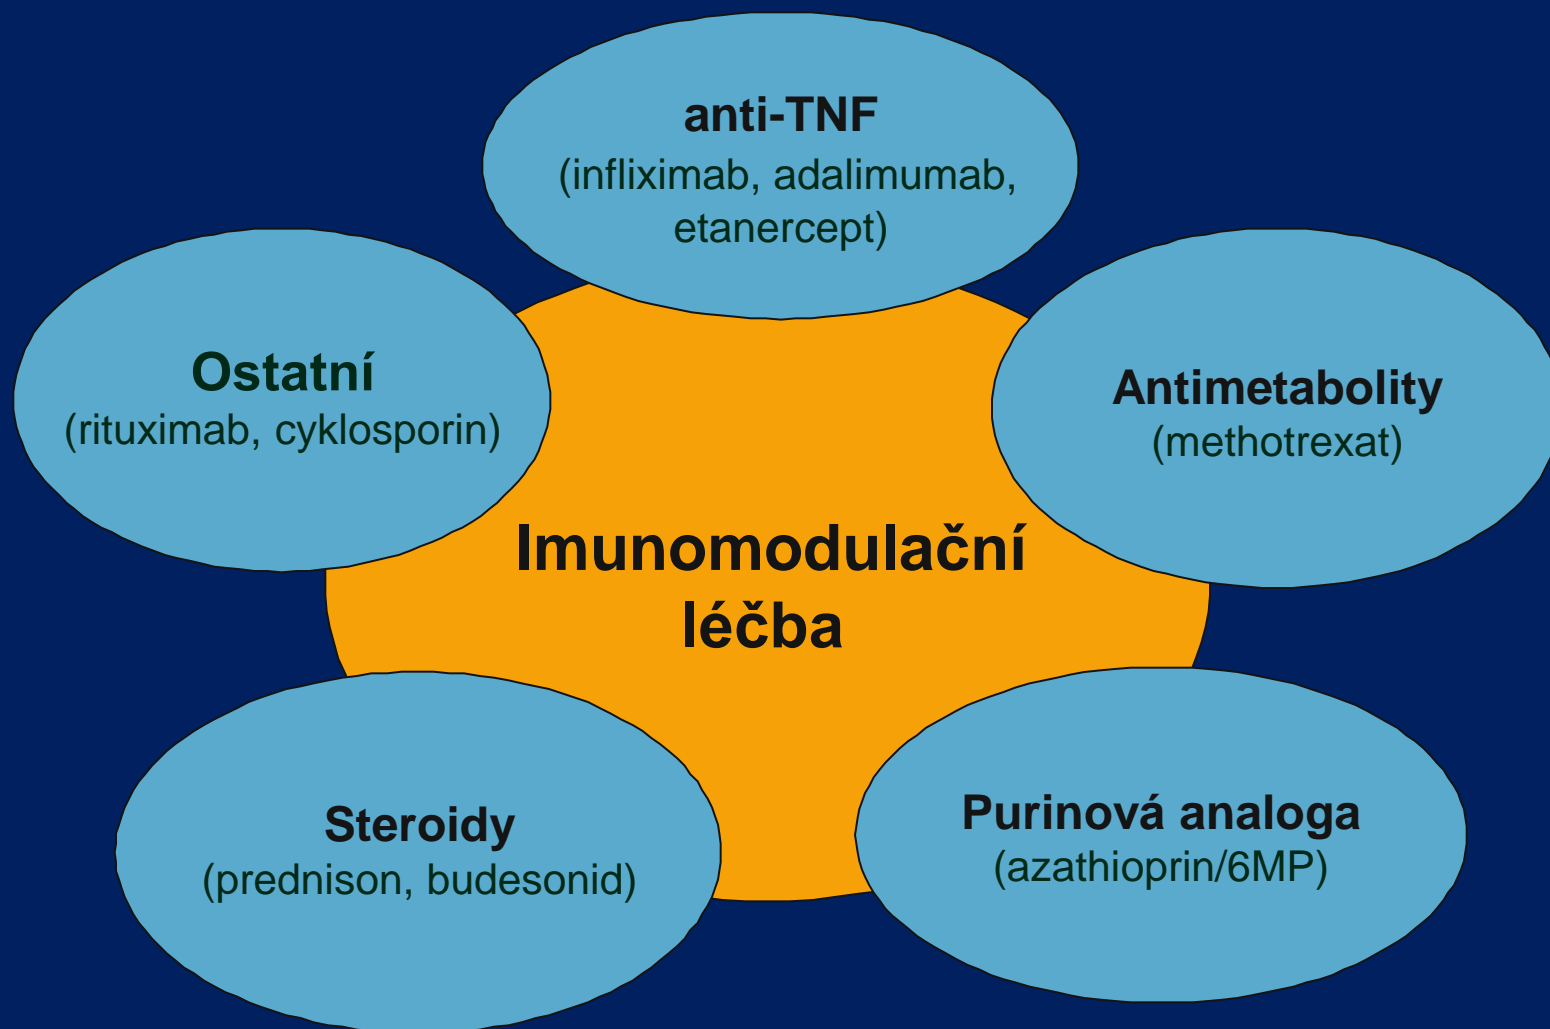 anti-TNF
(infliximab, adalimumab,
etanercept)
Ostatní
(rituximab, cyklosporin)
Antimetabolity
(methotrexat)
Imunomodulační
léčba
Steroidy
(prednison, budesonid)
Purinová analoga
(azathioprin/6MP)